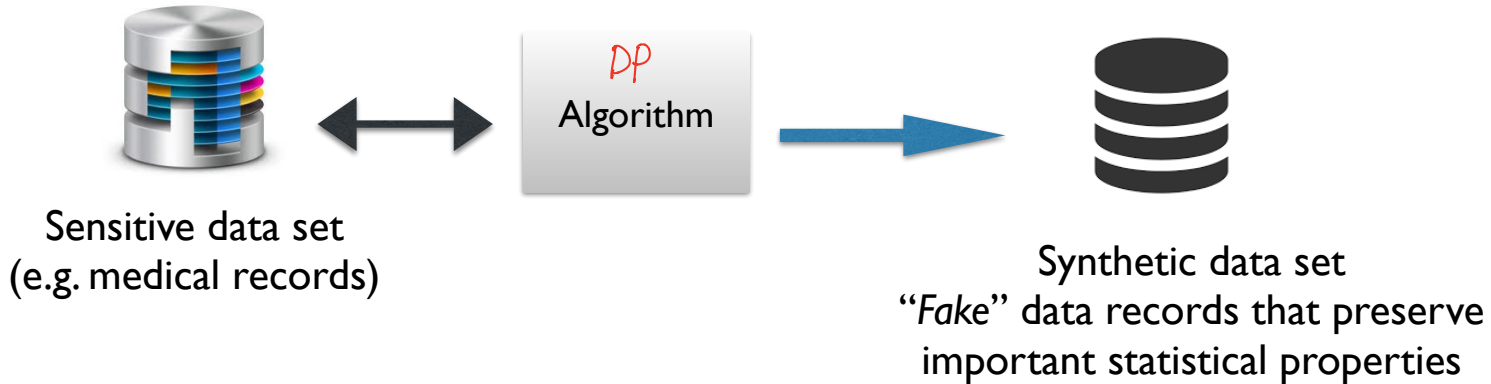 DP
Algorithm
Sensitive data set
(e.g. medical records)
Synthetic data set
“Fake” data records that preserve
important statistical properties